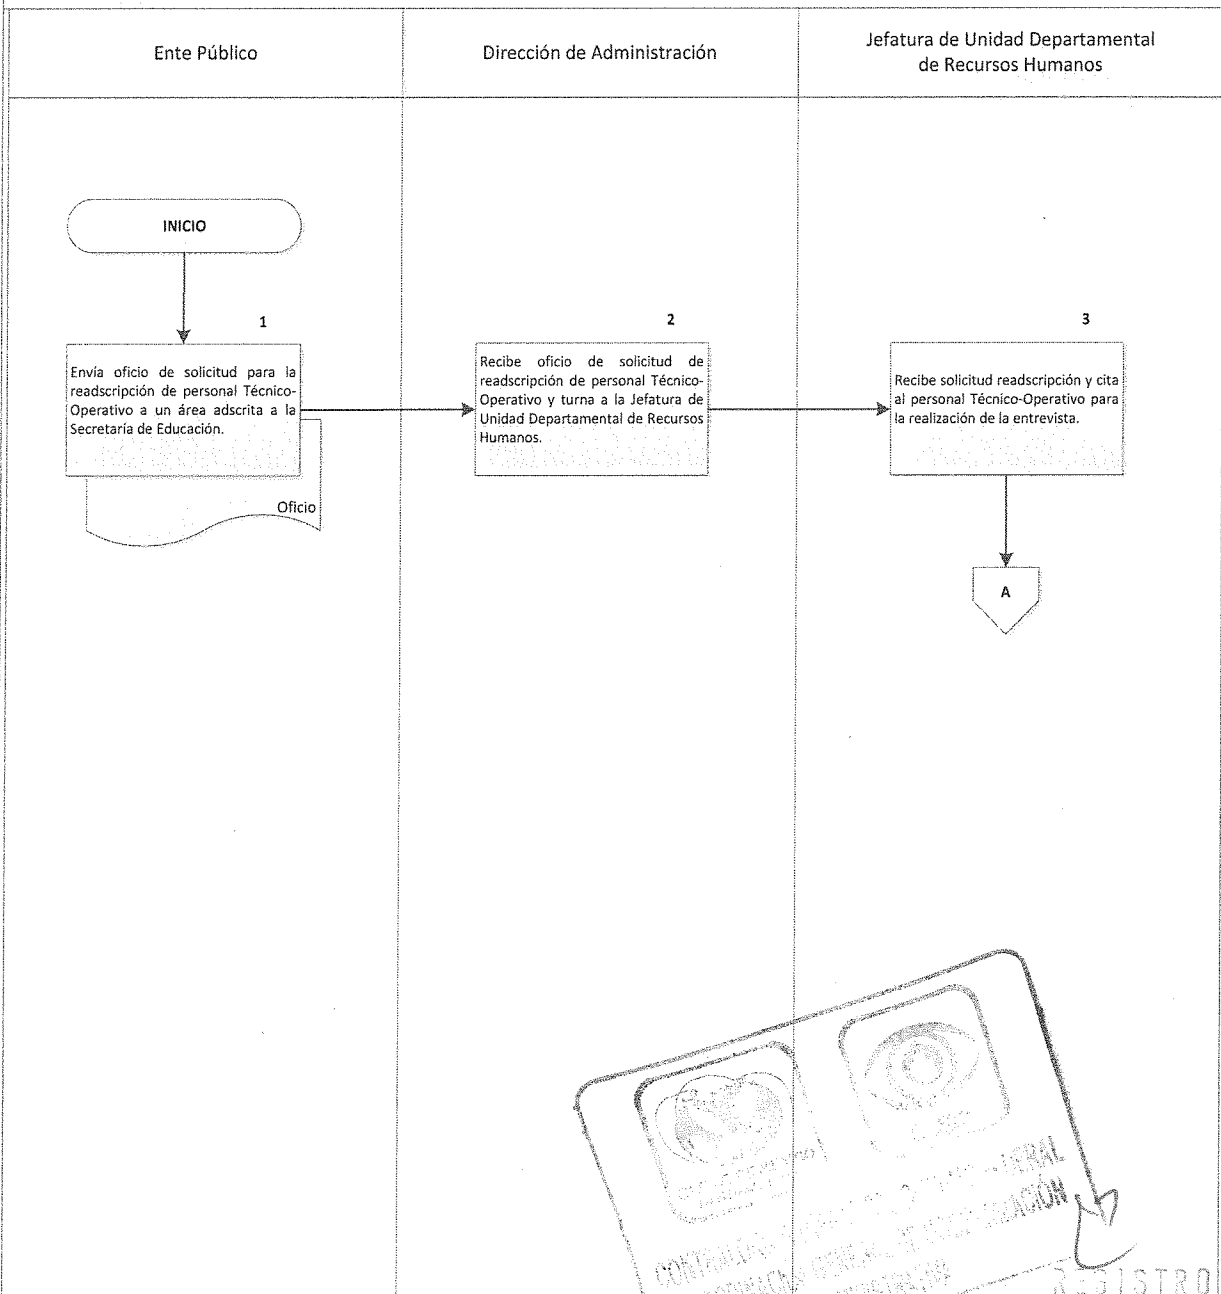 Ente Público
Dirección de Administración
Jefatura de Unidad Departamental
de Recursos Humanos
INICIO
1
Envía oficio de solicitud para la
readscripción de personal Técnico-
Operativo a un área adscrita a la
Secretaría de Educación.
Oficio
2
Recibe oficio de solicitud de
readscripción de personal Técnico-
Operativo y turna a la Jefatura de
Unidad Departamental de Recursos
Humanos.
3
Recibe solicitud readscripción y cita
al personal Técnico-Operativo para
la realización de la entrevista.
A
REGISTRO